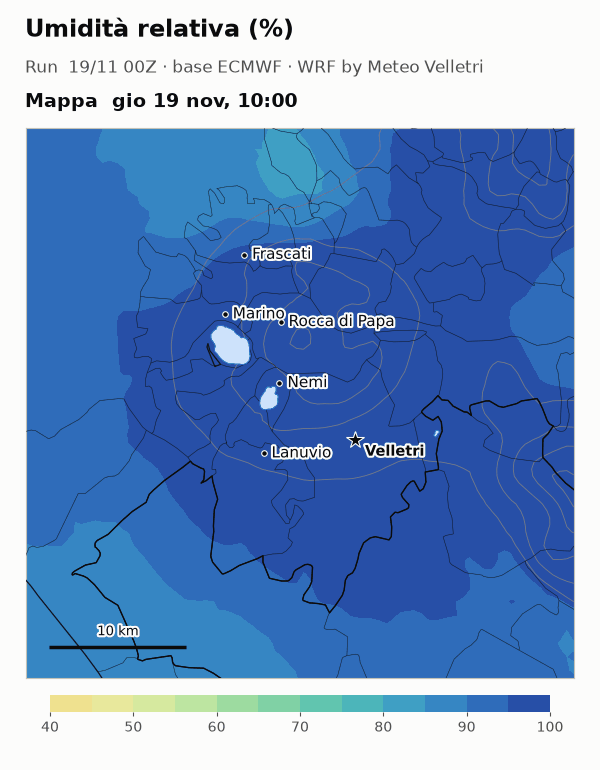 Umidità relativa (%)
Run  19/11 00Z · base ECMWF · WRF by Meteo Velletri
Mappa  gio 19 nov, 10:00
Frascati
Marino
Rocca di Papa
Nemi
Velletri
Lanuvio
10 km
40 50 60 70 80 90 100